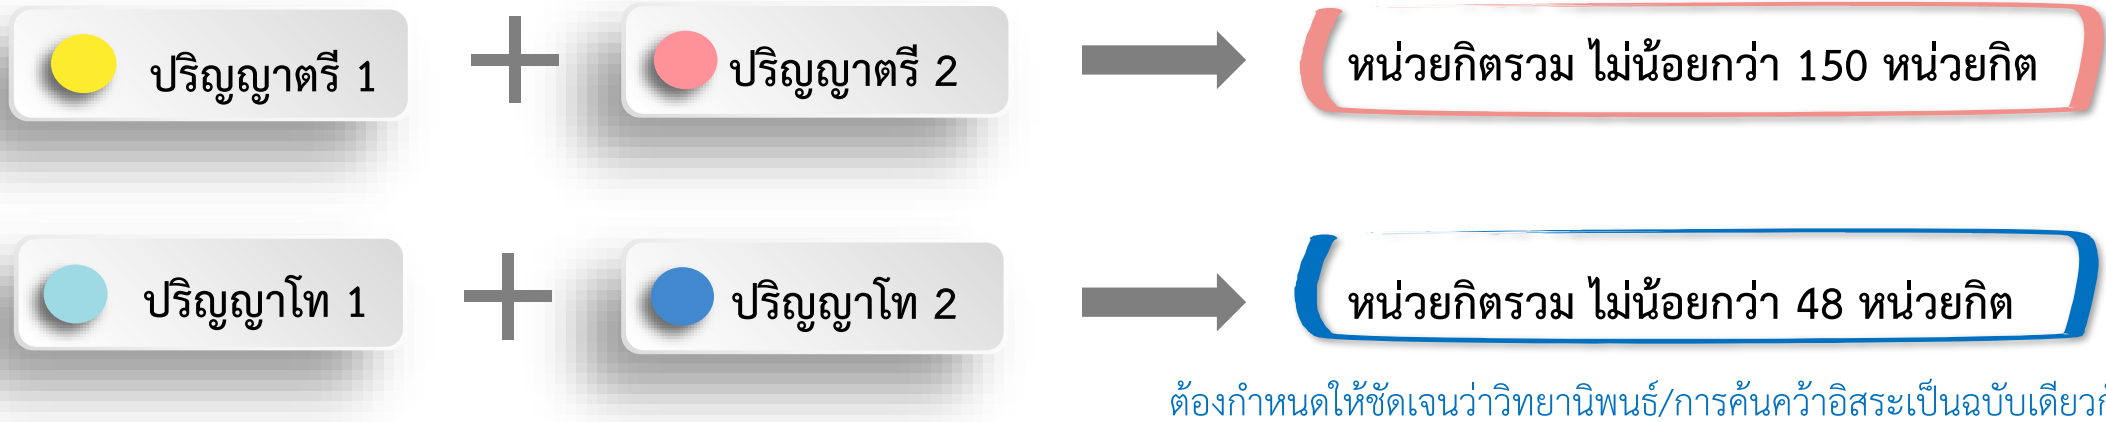 ปริญญาตรี 1 ปริญญาตรี 2 หน่วยกิตรวม ไม่น้อยกว่า 150 หน่วยกิต
ปริญญาโท 1 ปริญญาโท 2 หน่วยกิตรวม ไม่น้อยกว่า 48 หน่วยกิต
ต้องกำหนดให้ชัดเจนว่าวิทยานิพนธ์/การค้นคว้าอิสระเป็นฉบับเดียว